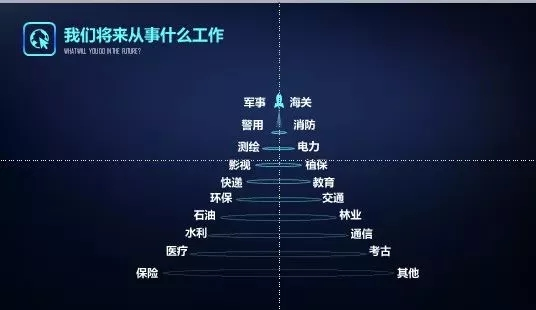 我们将来从事什么工作
WHAT WILL YOU DO IN THE FUTURE?
军事 海关
警用 消防
测绘 电力
影视 植保
快递 教育
环保 交通
石油 林业
水利 通信
医疗 考古
保险 其他